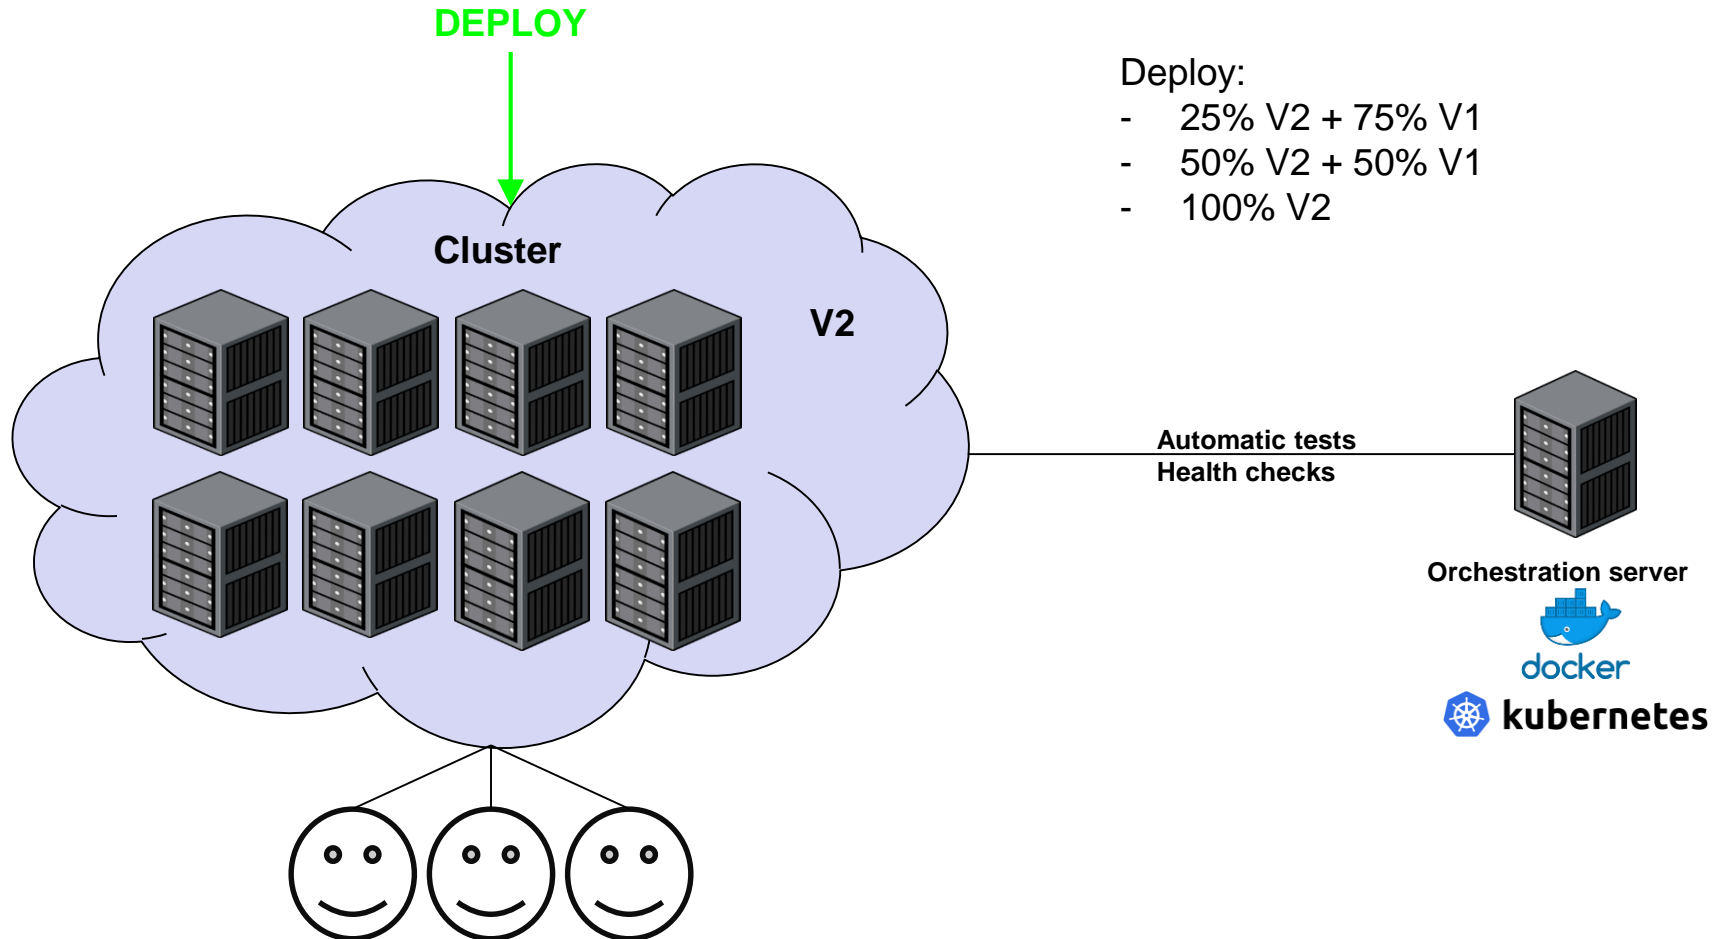 DEPLOY
Deploy:
- 25% V2 + 75% V1
- 50% V2 + 50% V1
- 100% V2
Cluster
V2
Automatic tests
Health checks
Orchestration server
docker
kubernetes